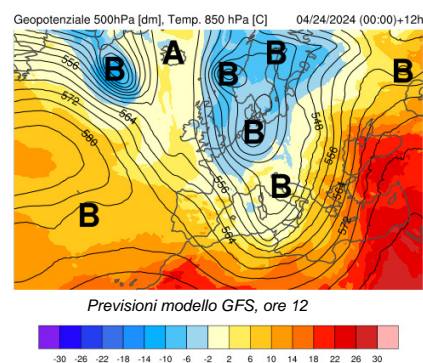 Geopotenziale 500hPa [dm], Temp. 850 hPa [C] 04/24/2024 (00:00)+12h
556 B A B B B
572
564
580 B 548
556
B 556 564
B 572
564
Previsioni modello GFS, ore 12
-30 -26 -22 -18 -14 -10 -6 -2 2 6 10 14 18 22 26 30